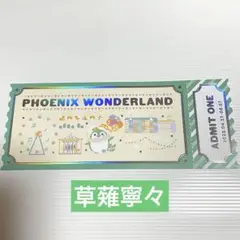 PHOENIX WONDERLAND
ADMIT ONE
草薙寧々